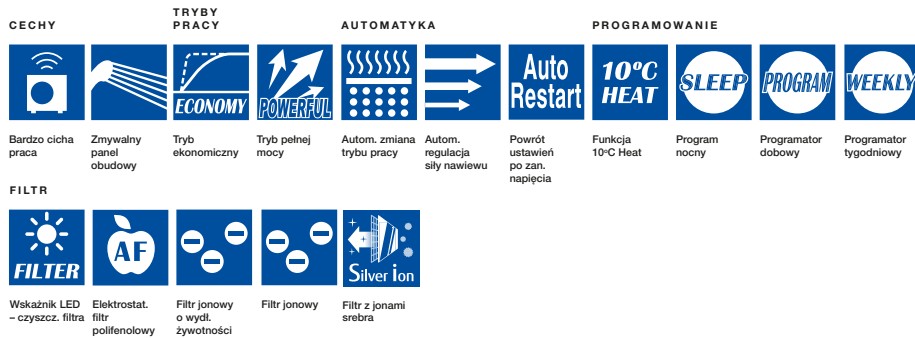 CECHY
TRYBY
PRACY
AUTOMATYKA
PROGRAMOWANIE
ECONOMY
POWERFUL
Auto
Restart
10ºC
HEAT
SLEEP
PROGRAM
WEEKLY
Bardzo cicha
praca
Zmywalny
panel
obudowy
Tryb
ekonomiczny
Tryb pełnej
mocy
Autom. zmiana
trybu pracy
Autom.
regulacja
siły nawiewu
Powrót
ustawień
po zan.
napięcia
Funkcja
10ºC Heat
Program
nocny
Programator
dobowy
Programator
tygodniowy
FILTR
FILTER
AF
Silver ion
Wskaźnik LED
– czyszcz. filtra
Elektrostat.
filtr
polifenolowy
Filtr jonowy
o wydł.
żywotności
Filtr jonowy
Filtr z jonami
srebra